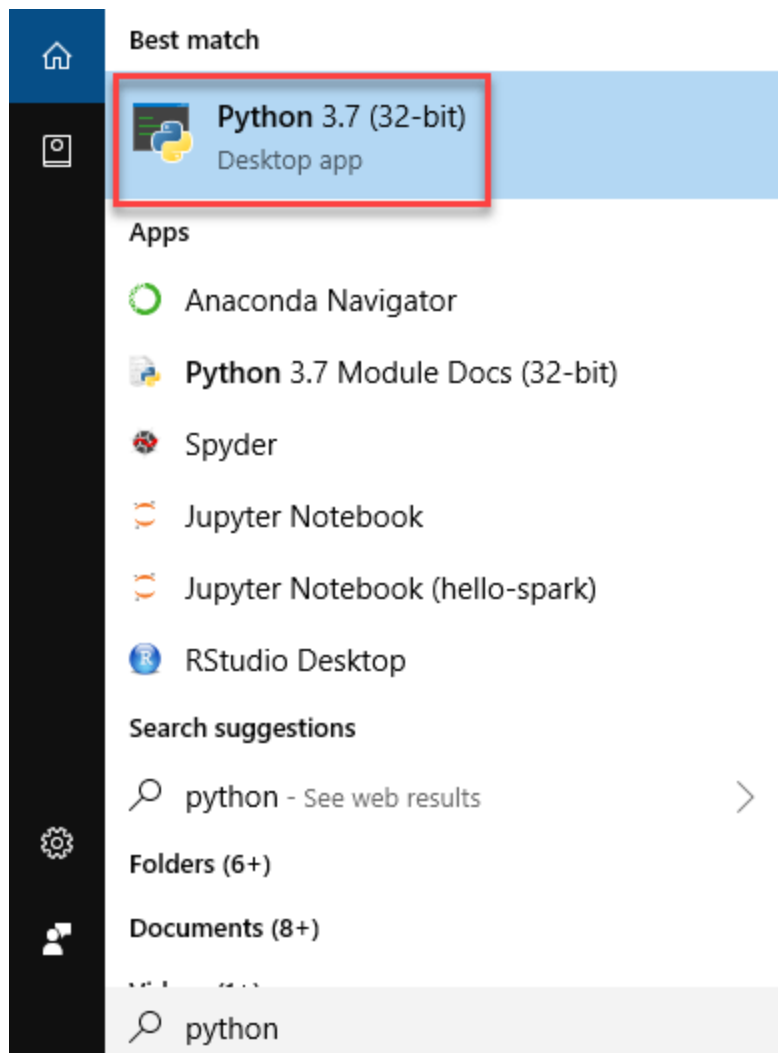 Best match
Python 3.7 (32-bit)
Desktop app
Apps
Anaconda Navigator
Python 3.7 Module Docs (32-bit)
Spyder
Jupyter Notebook
Jupyter Notebook (hello-spark)
RStudio Desktop
Search suggestions
python - See web results
Folders (6+)
Documents (8+)
python